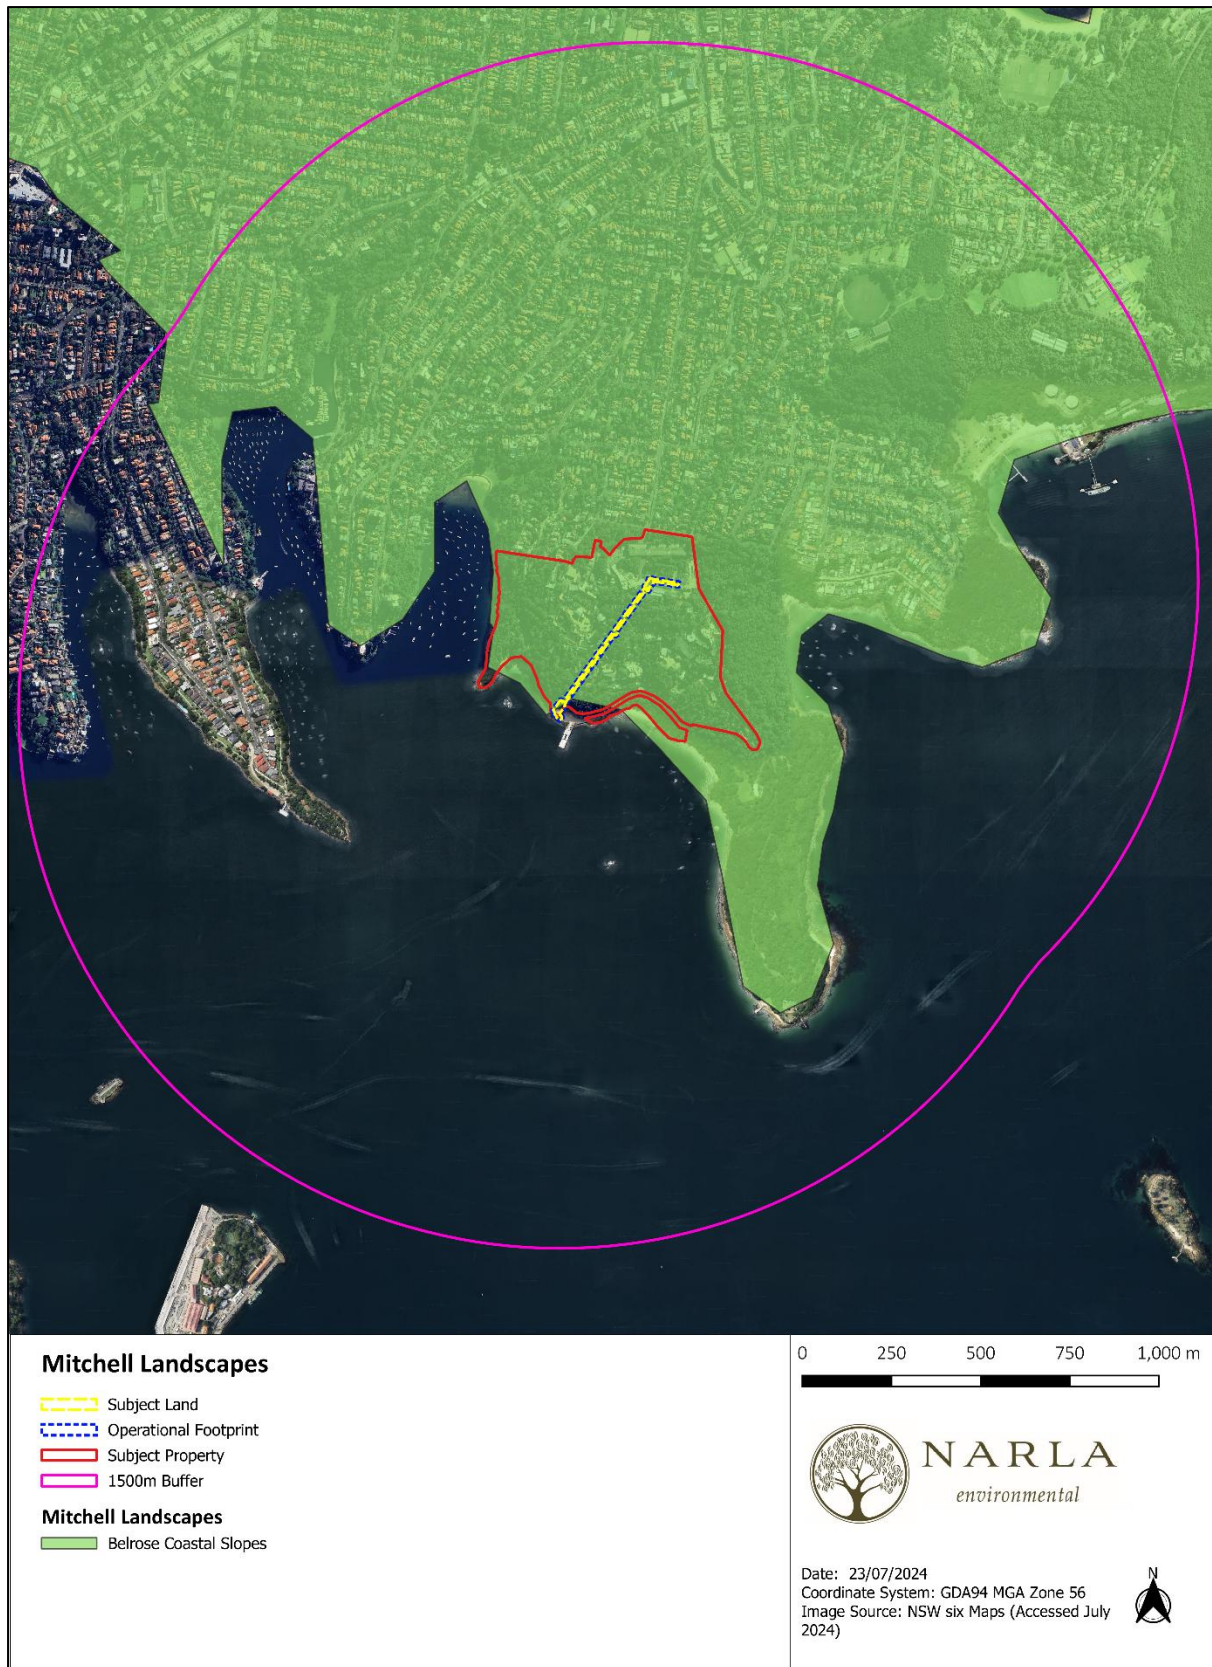 Mitchell Landscapes
Subject Land
Operational Footprint
Subject Property
1500m Buffer
Mitchell Landscapes
Belrose Coastal Slopes
0 250 500 750 1,000 m
NARLA
environmental
Date: 23/07/2024
Coordinate System: GDA94 MGA Zone 56
Image Source: NSW six Maps (Accessed July
2024)
N